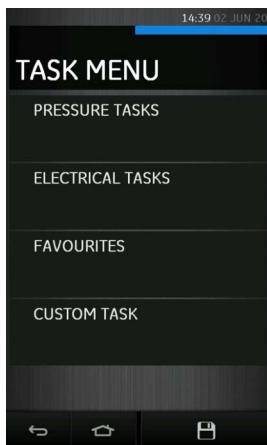 14:39 02 JUN 20
TASK MENU
PRESSURE TASKS
ELECTRICAL TASKS
FAVOURITES
CUSTOM TASK